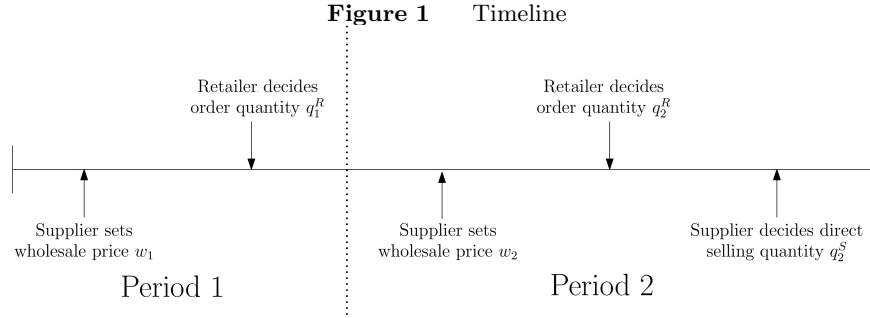 Figure 1 Timeline
Retailer decides
order quantity $q_1^R$
Retailer decides
order quantity $q_2^R$
Supplier sets
wholesale price $w_1$
Supplier sets
wholesale price $w_2$
Supplier decides direct
selling quantity $q_2^S$
Period 1
Period 2